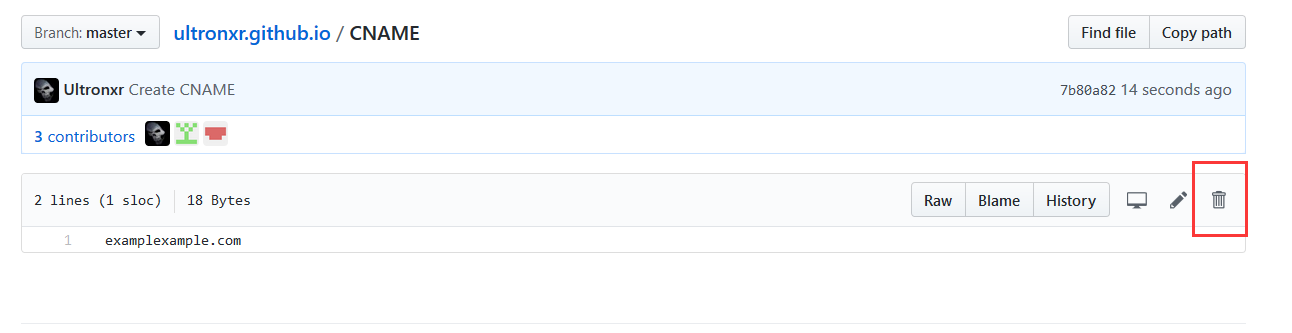 Branch: master ultronxr.github.io / CNAME Find file Copy path
Ultronxr Create CNAME 7b80a82 14 seconds ago
3 contributors
2 lines (1 sloc) 18 Bytes Raw Blame History
1 examplexample.com